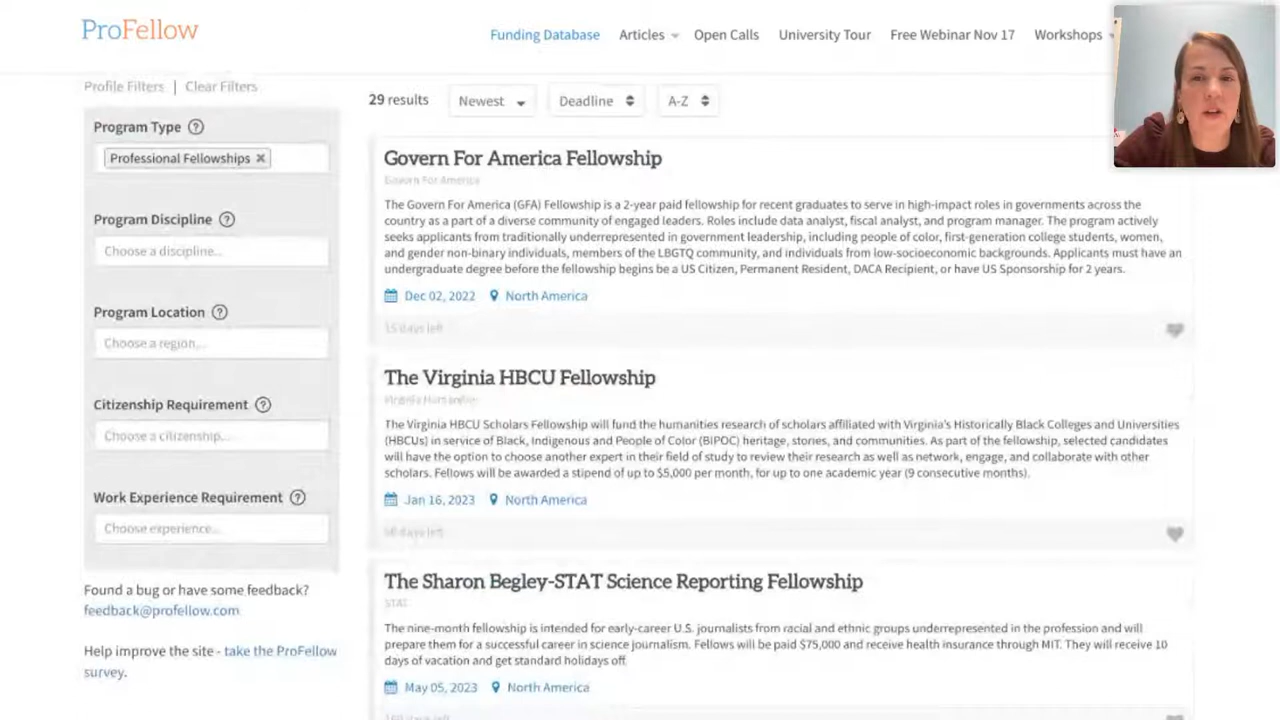 ProFellow
Funding Database Articles Open Calls University Tour Free Webinar Nov 17 Workshops
Profile Filters | Clear Filters
29 results Newest Deadline A-Z
Program Type ?
Professional Fellowships ×
Program Discipline ?
Choose a discipline...
Program Location ?
Choose a region...
Citizenship Requirement ?
Choose a citizenship...
Work Experience Requirement ?
Choose experience...
Found a bug or have some feedback?
feedback@profellow.com
Help improve the site - take the ProFellow
survey.
Govern For America Fellowship
Govern For America
The Govern For America (GFA) Fellowship is a 2-year paid fellowship for recent graduates to serve in high-impact roles in governments across the
country as a part of a diverse community of engaged leaders. Roles include data analyst, fiscal analyst, and program manager. The program actively
seeks applicants from traditionally underrepresented in government leadership, including people of color, first-generation college students, women,
and gender non-binary individuals, members of the LBGTQ community, and individuals from low-socioeconomic backgrounds. Applicants must have an
undergraduate degree before the fellowship begins be a US Citizen, Permanent Resident, DACA Recipient, or have US Sponsorship for 2 years.
Dec 02, 2022 North America
15 days left
The Virginia HBCU Fellowship
Virginia Humanities
The Virginia HBCU Scholars Fellowship will fund the humanities research of scholars affiliated with Virginia's Historically Black Colleges and Universities
(HBCUs) in service of Black, Indigenous and People of Color (BIPOC) heritage, stories, and communities. As part of the fellowship, selected candidates
will have the option to choose another expert in their field of study to review their research as well as network, engage, and collaborate with other
scholars. Fellows will be awarded a stipend of up to $5,000 per month, for up to one academic year (9 consecutive months).
Jan 16, 2023 North America
60 days left
The Sharon Begley-STAT Science Reporting Fellowship
STAT
The nine-month fellowship is intended for early-career U.S. journalists from racial and ethnic groups underrepresented in the profession and will
prepare them for a successful career in science journalism. Fellows will be paid $75,000 and receive health insurance through MIT. They will receive 10
days of vacation and get standard holidays off.
May 05, 2023 North America